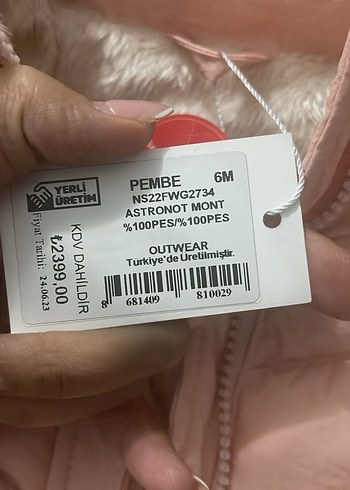 YERLİ
ÜRETİM
PEMBE 6M
NS22FWG2734
ASTRONOT MONT
%100PES/%100PES
OUTWEAR
Türkiye'de Üretilmiştir.
8 681409 810029
KDV DAHİLDİR
₺2399,00
Fiyat Tarihi: 24.06.23